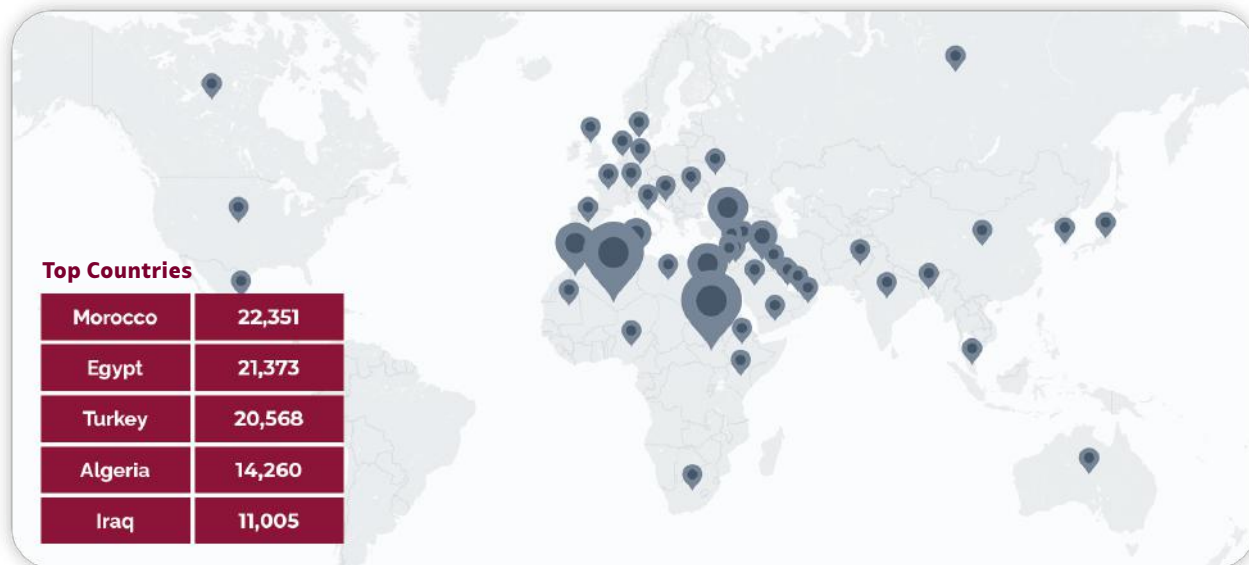 Top Countries
Morocco 22,351
Egypt 21,373
Turkey 20,568
Algeria 14,260
Iraq 11,005